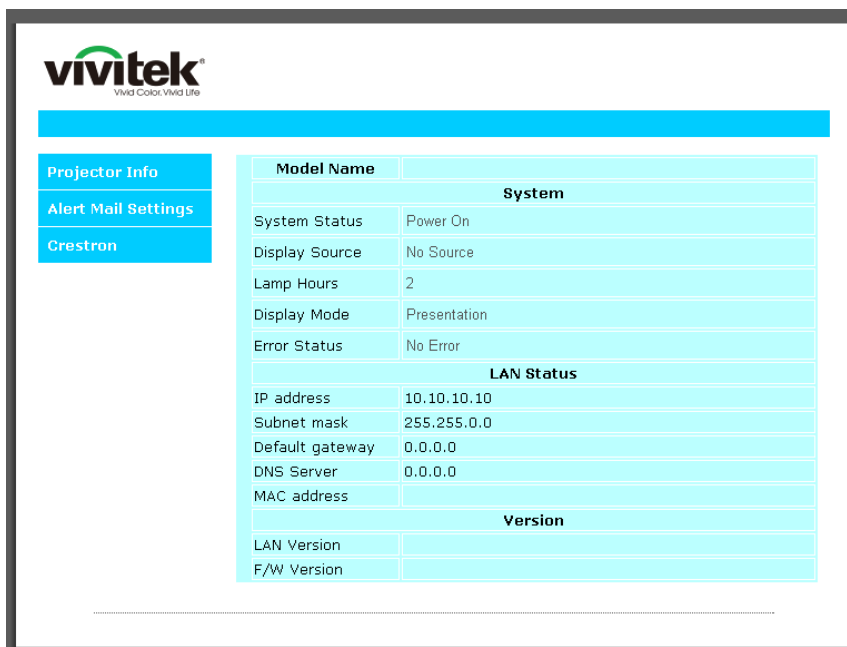 vivitek®
Vivid Color, Vivid Life
Projector Info
Alert Mail Settings
Crestron
Model Name
System
System Status Power On
Display Source No Source
Lamp Hours 2
Display Mode Presentation
Error Status No Error
LAN Status
IP address 10.10.10.10
Subnet mask 255.255.0.0
Default gateway 0.0.0.0
DNS Server 0.0.0.0
MAC address
Version
LAN Version
F/W Version